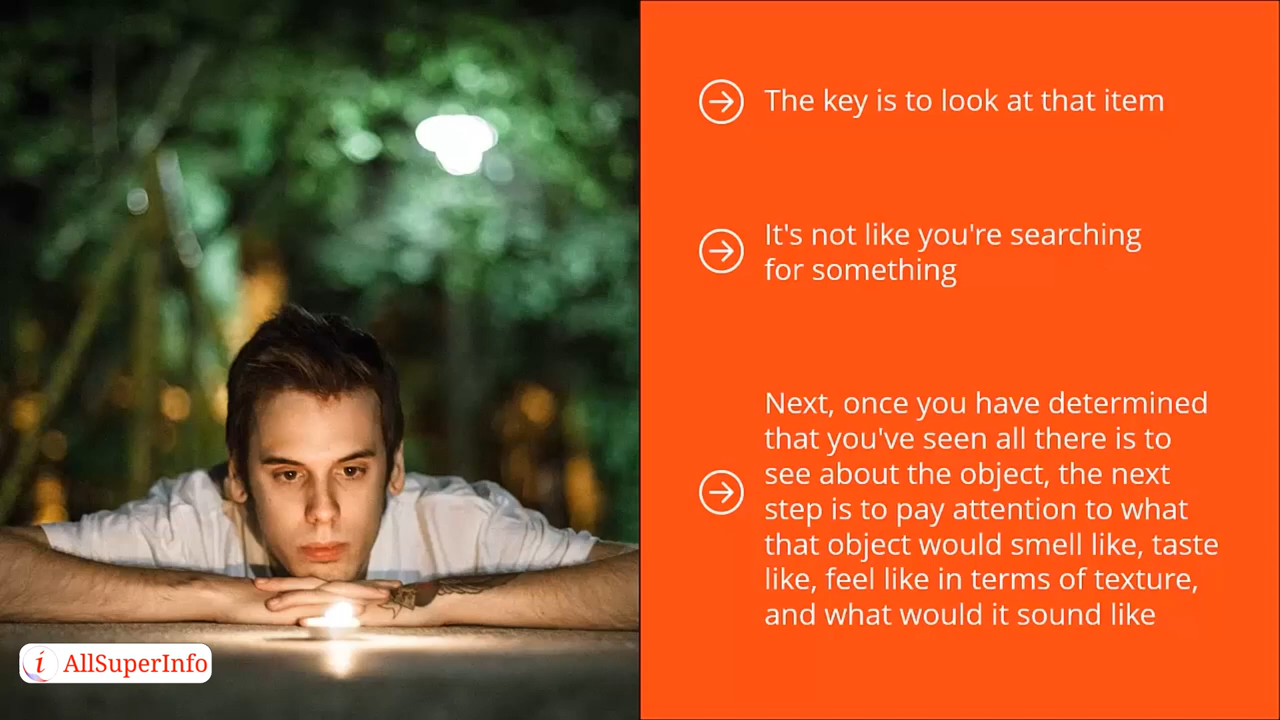 The key is to look at that item
It's not like you're searching
for something
Next, once you have determined
that you've seen all there is to
see about the object, the next
step is to pay attention to what
that object would smell like, taste
like, feel like in terms of texture,
and what would it sound like
i AllSuperInfo